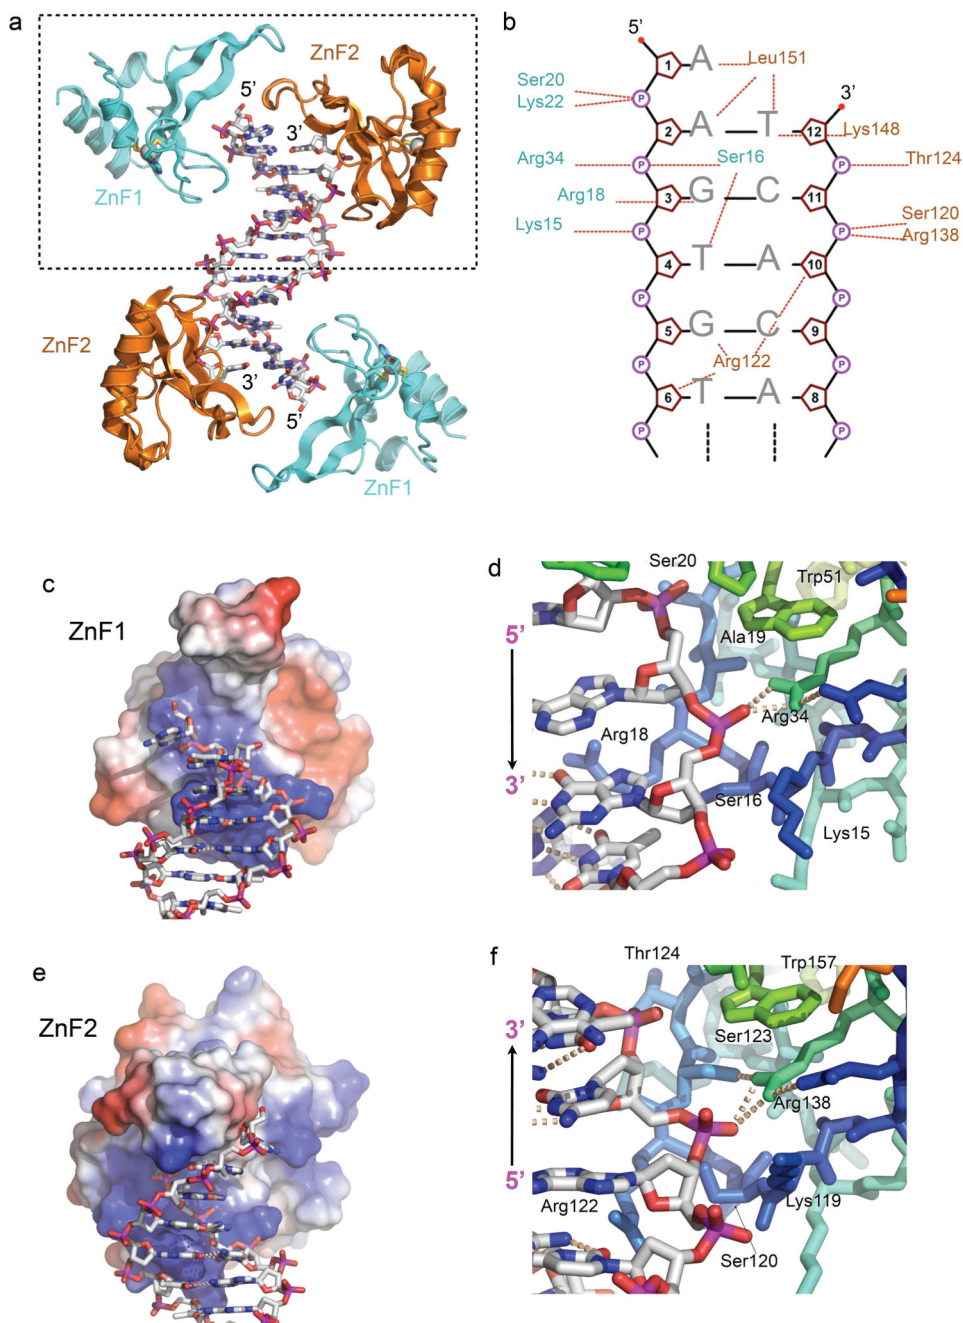 a
ZnF2
5’
3’
ZnF1
ZnF2
3’
5’
ZnF1
b
5’
1 A
Leu151
Ser20
Lys22
P
3’
2 A T 12
Lys148
Arg34
P
Ser16
P
Thr124
Arg18
3 G C 11
Lys15
P
P
Ser120
Arg138
4 T A 10
P
P
5 G C 9
P
Arg122
P
6 T A 8
P
P
c
ZnF1
d
Ser20
Trp51
5’
Ala19
Arg34
Arg18
3’
Ser16
Lys15
e
ZnF2
f
Thr124
Trp157
3’
Ser123
Arg138
5’
Arg122
Lys119
Ser120